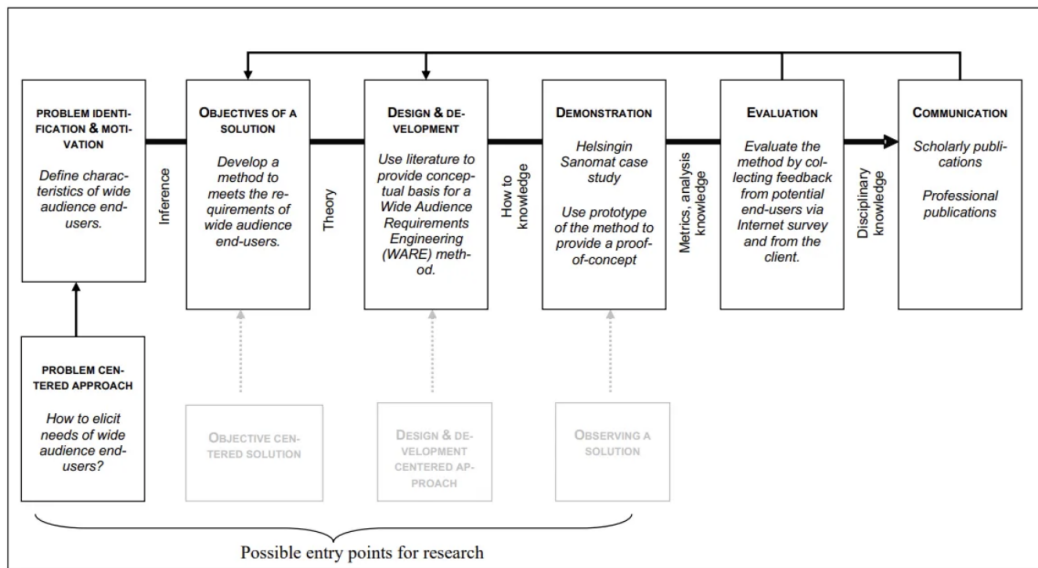 PROBLEM IDENTI-
FICATION & MOTI-
VATION
Define charac-
teristics of wide
audience end-
users.
Inference
OBJECTIVES OF A
SOLUTION
Develop a
method to
meets the re-
quirements of
wide audience
end-users.
Theory
DESIGN & DE-
VELOPMENT
Use literature to
provide concep-
tual basis for a
Wide Audience
Requirements
Engineering
(WARE) meth-
od.
How to
knowledge
DEMONSTRATION
Helsingin
Sanomat case
study
Use prototype
of the method to
provide a proof-
of-concept
Metrics, analysis
knowledge
EVALUATION
Evaluate the
method by col-
lecting feedback
from potential
end-users via
Internet survey
and from the
client.
Disciplinary
knowledge
COMMUNICATION
Scholarly publi-
cations
Professional
publications
PROBLEM CEN-
TERED APPROACH
How to elicit
needs of wide
audience end-
users?
OBJECTIVE CEN-
TERED SOLUTION
DESIGN & DE-
VELOPMENT
CENTERED AP-
PROACH
OBSERVING A
SOLUTION
Possible entry points for research